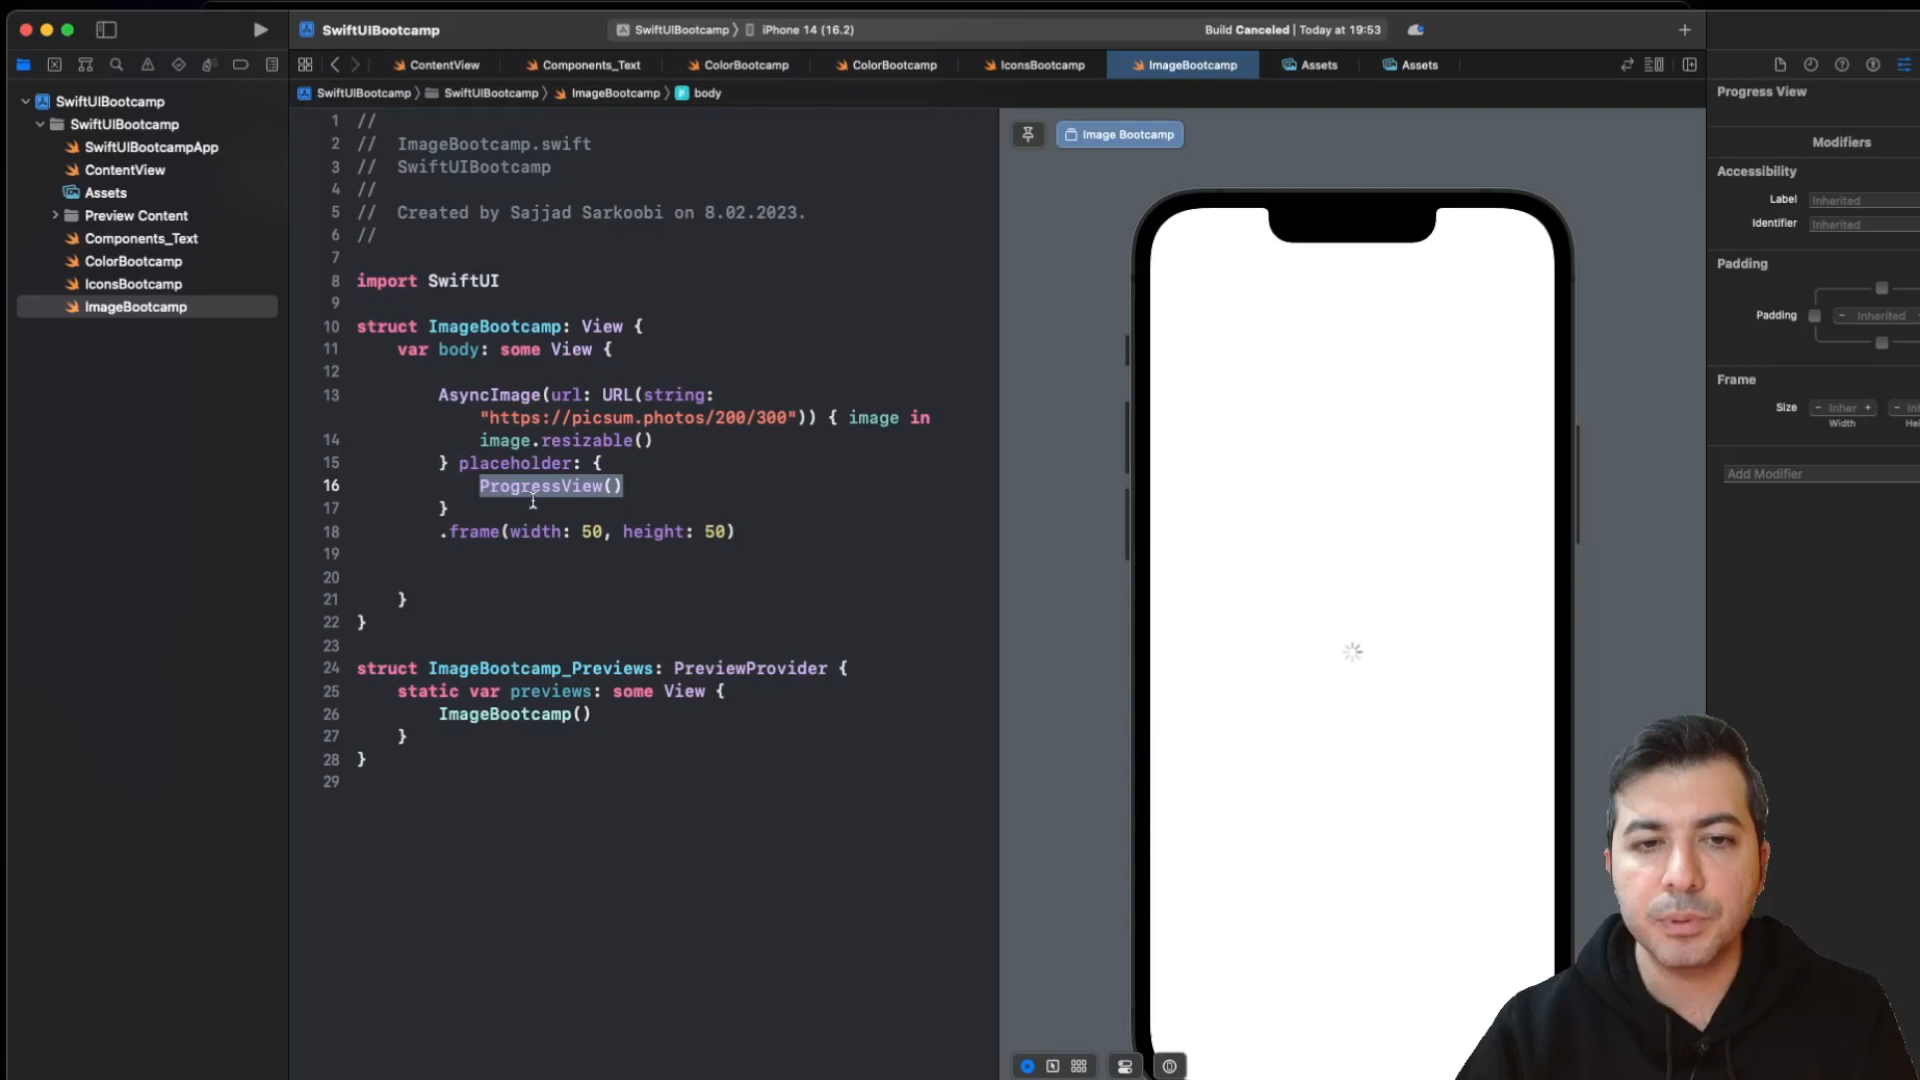 SwiftUIBootcamp
SwiftUIBootcamp
iPhone 14 (16.2)
Build Canceled | Today at 19:53
ContentView
Components_Text
ColorBootcamp
ColorBootcamp
IconsBootcamp
ImageBootcamp
Assets
Assets
SwiftUIBootcamp
SwiftUIBootcamp
ImageBootcamp
body
SwiftUIBootcamp
SwiftUIBootcamp
SwiftUIBootcampApp
ContentView
Assets
Preview Content
Components_Text
ColorBootcamp
IconsBootcamp
ImageBootcamp
1 //
2 // ImageBootcamp.swift
3 // SwiftUIBootcamp
4 //
5 // Created by Sajjad Sarkoobi on 8.02.2023.
6 //
7
8 import SwiftUI
9
10 struct ImageBootcamp: View {
11 var body: some View {
12
13 AsyncImage(url: URL(string:
"https://picsum.photos/200/300")) { image in
14 image.resizable()
15 } placeholder: {
16 ProgressView()
17 }
18 .frame(width: 50, height: 50)
19
20
21 }
22 }
23
24 struct ImageBootcamp_Previews: PreviewProvider {
25 static var previews: some View {
26 ImageBootcamp()
27 }
28 }
29
Image Bootcamp
Progress View
Modifiers
Accessibility
Label Inherited
Identifier Inherited
Padding
Padding - Inherited
Frame
Size - Inher + - Inh
Width He
Add Modifier